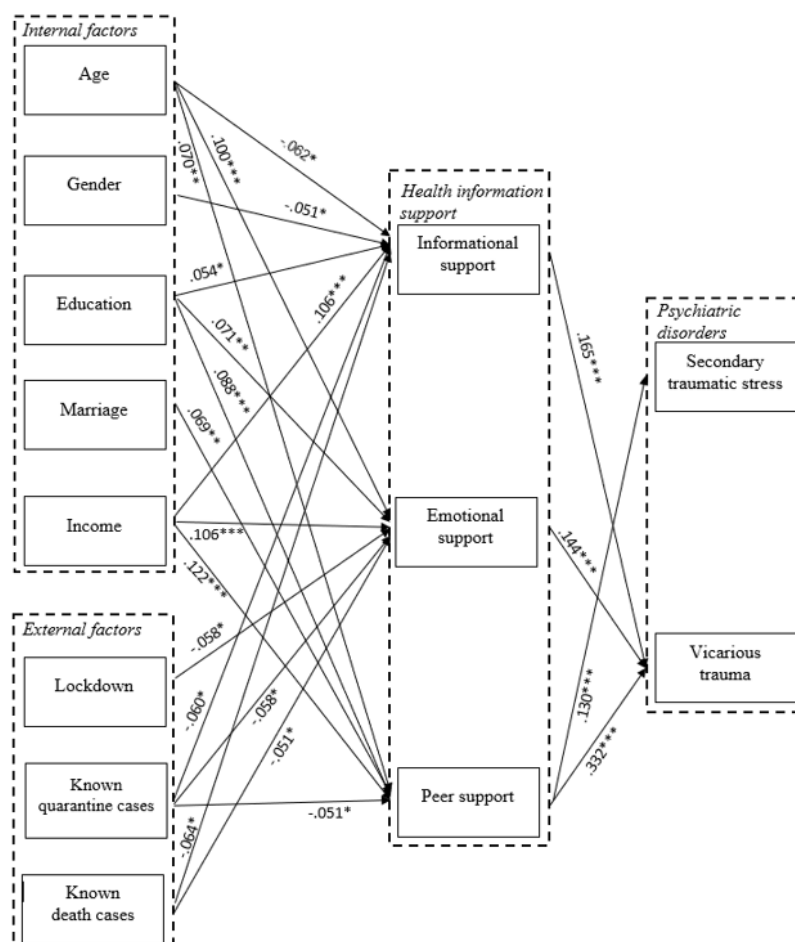 Internal factors
Age
Gender
Education
Marriage
Income
External factors
Lockdown
Known
quarantine cases
Known
death cases
-.062*
.100***
.070**
-.051*
.054*
.106***
.071**
.088***
.069**
.106***
.122***
-.058*
-.060*
-.058*
-.051*
-.051*
-.064*
Health information
support
Informational
support
Emotional
support
Peer support
.165***
.144***
.130***
.332***
Psychiatric
disorders
Secondary
traumatic stress
Vicarious
trauma